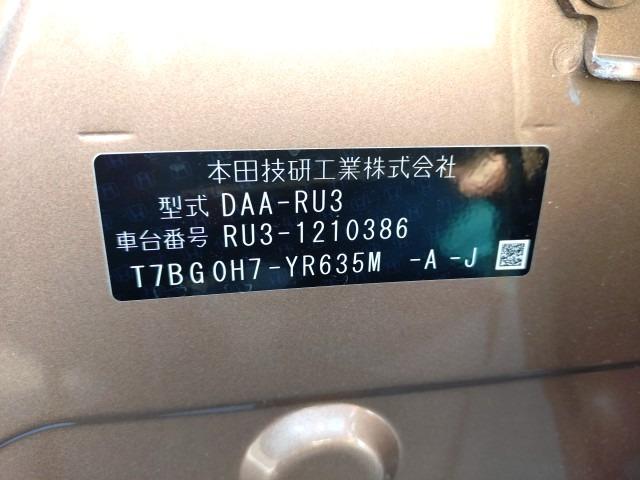 本田技研工業株式会社
型式 DAA-RU3
車台番号 RU3-1210386
T7BG0H7-YR635M -A-J